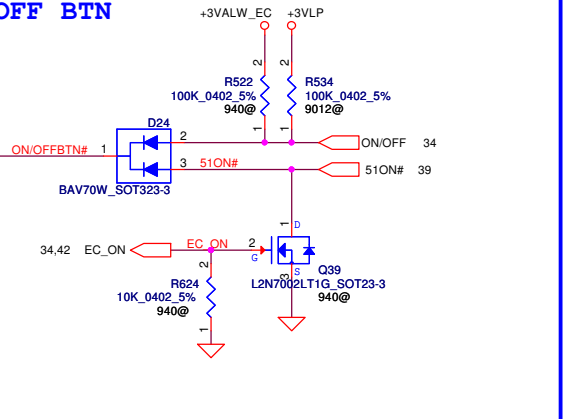 OFF BTN
+3VALW_EC +3VLP
2 2
R522 R534
100K_0402_5% 100K_0402_5%
940@ 9012@
1 1
D24
ON/OFFBTN# 1 2 ON/OFF 34
3 51ON# 51ON# 39
BAV70W_SOT323-3
1 D
34,42 EC_ON EC_ON 2
G
2 3 S Q39
R624 L2N7002LT1G_SOT23-3
10K_0402_5% 940@
940@
1